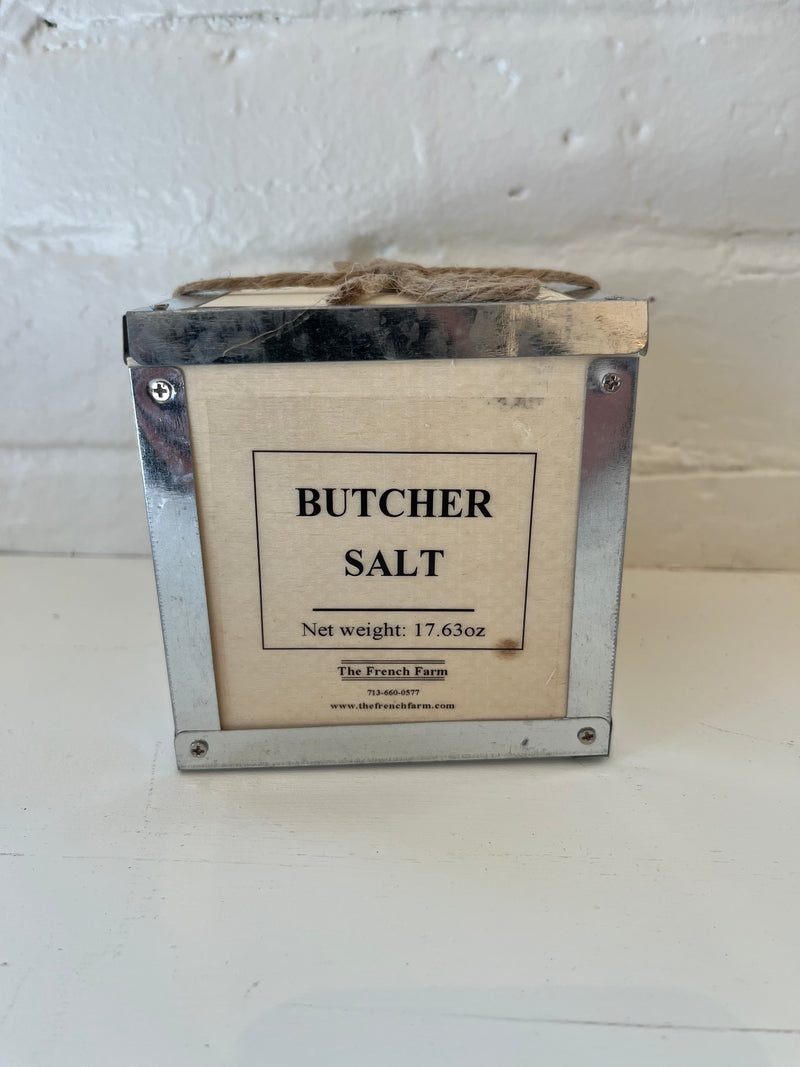 BUTCHER
SALT
Net weight: 17.63oz
The French Farm
713-660-0577
www.thefrenchfarm.com